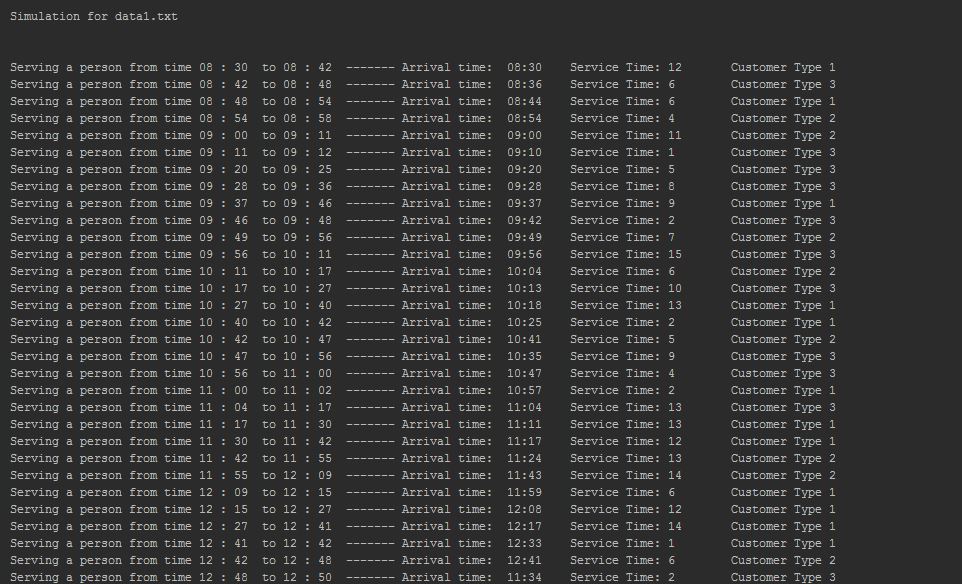 Simulation for data1.txt
Serving a person from time 08 : 30  to 08 : 42  ------- Arrival time:  08:30    Service Time: 12       Customer Type 1
Serving a person from time 08 : 42  to 08 : 48  ------- Arrival time:  08:36    Service Time: 6        Customer Type 3
Serving a person from time 08 : 48  to 08 : 54  ------- Arrival time:  08:44    Service Time: 6        Customer Type 1
Serving a person from time 08 : 54  to 08 : 58  ------- Arrival time:  08:54    Service Time: 4        Customer Type 2
Serving a person from time 09 : 00  to 09 : 11  ------- Arrival time:  09:00    Service Time: 11       Customer Type 2
Serving a person from time 09 : 11  to 09 : 12  ------- Arrival time:  09:10    Service Time: 1        Customer Type 3
Serving a person from time 09 : 20  to 09 : 25  ------- Arrival time:  09:20    Service Time: 5        Customer Type 3
Serving a person from time 09 : 28  to 09 : 36  ------- Arrival time:  09:28    Service Time: 8        Customer Type 3
Serving a person from time 09 : 37  to 09 : 46  ------- Arrival time:  09:37    Service Time: 9        Customer Type 1
Serving a person from time 09 : 46  to 09 : 48  ------- Arrival time:  09:42    Service Time: 2        Customer Type 3
Serving a person from time 09 : 49  to 09 : 56  ------- Arrival time:  09:49    Service Time: 7        Customer Type 2
Serving a person from time 09 : 56  to 10 : 11  ------- Arrival time:  09:56    Service Time: 15       Customer Type 3
Serving a person from time 10 : 11  to 10 : 17  ------- Arrival time:  10:04    Service Time: 6        Customer Type 2
Serving a person from time 10 : 17  to 10 : 27  ------- Arrival time:  10:13    Service Time: 10       Customer Type 3
Serving a person from time 10 : 27  to 10 : 40  ------- Arrival time:  10:18    Service Time: 13       Customer Type 1
Serving a person from time 10 : 40  to 10 : 42  ------- Arrival time:  10:25    Service Time: 2        Customer Type 1
Serving a person from time 10 : 42  to 10 : 47  ------- Arrival time:  10:41    Service Time: 5        Customer Type 2
Serving a person from time 10 : 47  to 10 : 56  ------- Arrival time:  10:35    Service Time: 9        Customer Type 3
Serving a person from time 10 : 56  to 11 : 00  ------- Arrival time:  10:47    Service Time: 4        Customer Type 3
Serving a person from time 11 : 00  to 11 : 02  ------- Arrival time:  10:57    Service Time: 2        Customer Type 1
Serving a person from time 11 : 04  to 11 : 17  ------- Arrival time:  11:04    Service Time: 13       Customer Type 3
Serving a person from time 11 : 17  to 11 : 30  ------- Arrival time:  11:11    Service Time: 13       Customer Type 1
Serving a person from time 11 : 30  to 11 : 42  ------- Arrival time:  11:17    Service Time: 12       Customer Type 1
Serving a person from time 11 : 42  to 11 : 55  ------- Arrival time:  11:24    Service Time: 13       Customer Type 2
Serving a person from time 11 : 55  to 12 : 09  ------- Arrival time:  11:43    Service Time: 14       Customer Type 2
Serving a person from time 12 : 09  to 12 : 15  ------- Arrival time:  11:59    Service Time: 6        Customer Type 1
Serving a person from time 12 : 15  to 12 : 27  ------- Arrival time:  12:08    Service Time: 12       Customer Type 1
Serving a person from time 12 : 27  to 12 : 41  ------- Arrival time:  12:17    Service Time: 14       Customer Type 1
Serving a person from time 12 : 41  to 12 : 42  ------- Arrival time:  12:33    Service Time: 1        Customer Type 1
Serving a person from time 12 : 42  to 12 : 48  ------- Arrival time:  12:41    Service Time: 6        Customer Type 2
Serving a person from time 12 : 48  to 12 : 50  ------- Arrival time:  11:34    Service Time: 2        Customer Type 3